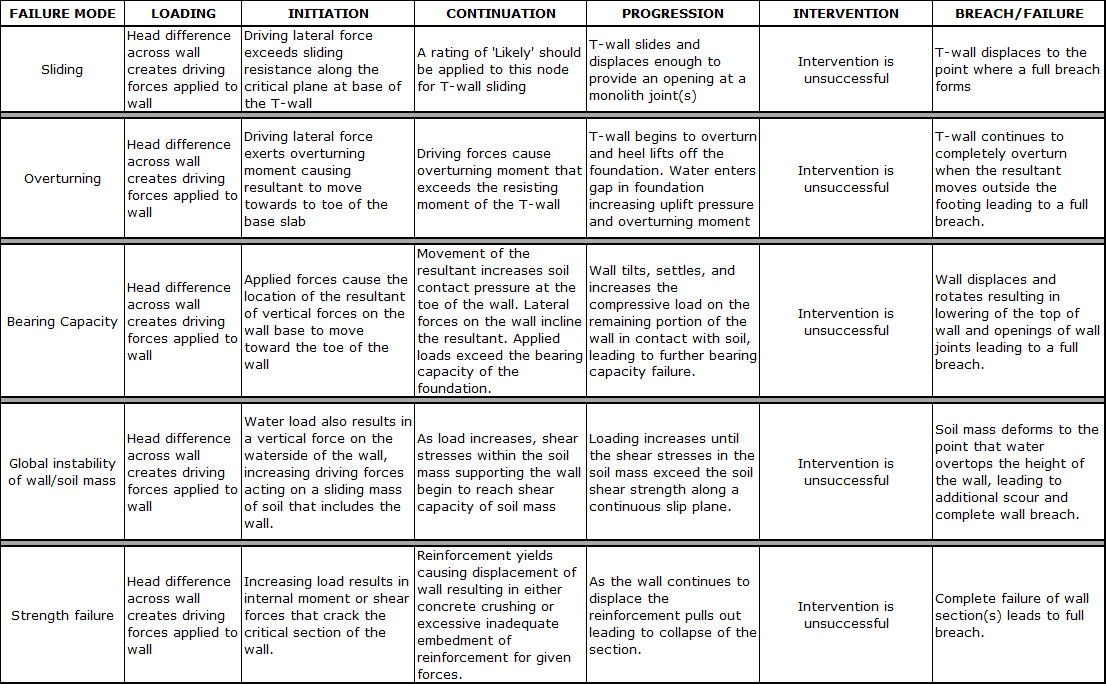 FAILURE MODE
LOADING
INITIATION
CONTINUATION
PROGRESSION
INTERVENTION
BREACH/FAILURE
Sliding
Head difference
across wall
creates driving
forces applied to
wall
Driving lateral force
exceeds sliding
resistance along the
critical plane at base of
the T-wall
A rating of 'Likely' should
be applied to this node
for T-wall sliding
T-wall slides and
displaces enough to
provide an opening at a
monolith joint(s)
Intervention is
unsuccessful
T-wall displaces to the
point where a full breach
forms
Overturning
Head difference
across wall
creates driving
forces applied to
wall
Driving lateral force
exerts overturning
moment causing
resultant to move
towards to toe of the
base slab
Driving forces cause
overturning moment that
exceeds the resisting
moment of the T-wall
T-wall begins to overturn
and heel lifts off the
foundation. Water enters
gap in foundation
increasing uplift pressure
and overturning moment
Intervention is
unsuccessful
T-wall continues to
completely overturn
when the resultant
moves outside the
footing leading to a full
breach.
Bearing Capacity
Head difference
across wall
creates driving
forces applied to
wall
Applied forces cause the
location of the resultant
of vertical forces on the
wall base to move
toward the toe of the
wall
Movement of the
resultant increases soil
contact pressure at the
toe of the wall. Lateral
forces on the wall incline
the resultant. Applied
loads exceed the bearing
capacity of the
foundation.
Wall tilts, settles, and
increases the
compressive load on the
remaining portion of the
wall in contact with soil,
leading to further bearing
capacity failure.
Intervention is
unsuccessful
Wall displaces and
rotates resulting in
lowering of the top of
wall and openings of wall
joints leading to a full
breach.
Global instability
of wall/soil mass
Head difference
across wall
creates driving
forces applied to
wall
Water load also results in
a vertical force on the
waterside of the wall,
increasing driving forces
acting on a sliding mass
of soil that includes the
wall.
As load increases, shear
stresses within the soil
mass supporting the wall
begin to reach shear
capacity of soil mass
Loading increases until
the shear stresses in the
soil mass exceed the soil
shear strength along a
continuous slip plane.
Intervention is
unsuccessful
Soil mass deforms to the
point that water
overtops the height of
the wall, leading to
additional scour and
complete wall breach.
Strength failure
Head difference
across wall
creates driving
forces applied to
wall
Increasing load results in
internal moment or shear
forces that crack the
critical section of the
wall.
Reinforcement yields
causing displacement of
wall resulting in either
concrete crushing or
excessive inadequate
embedment of
reinforcement for given
forces.
As the wall continues to
displace the
reinforcement pulls out
leading to collapse of the
section.
Intervention is
unsuccessful
Complete failure of wall
section(s) leads to full
breach.